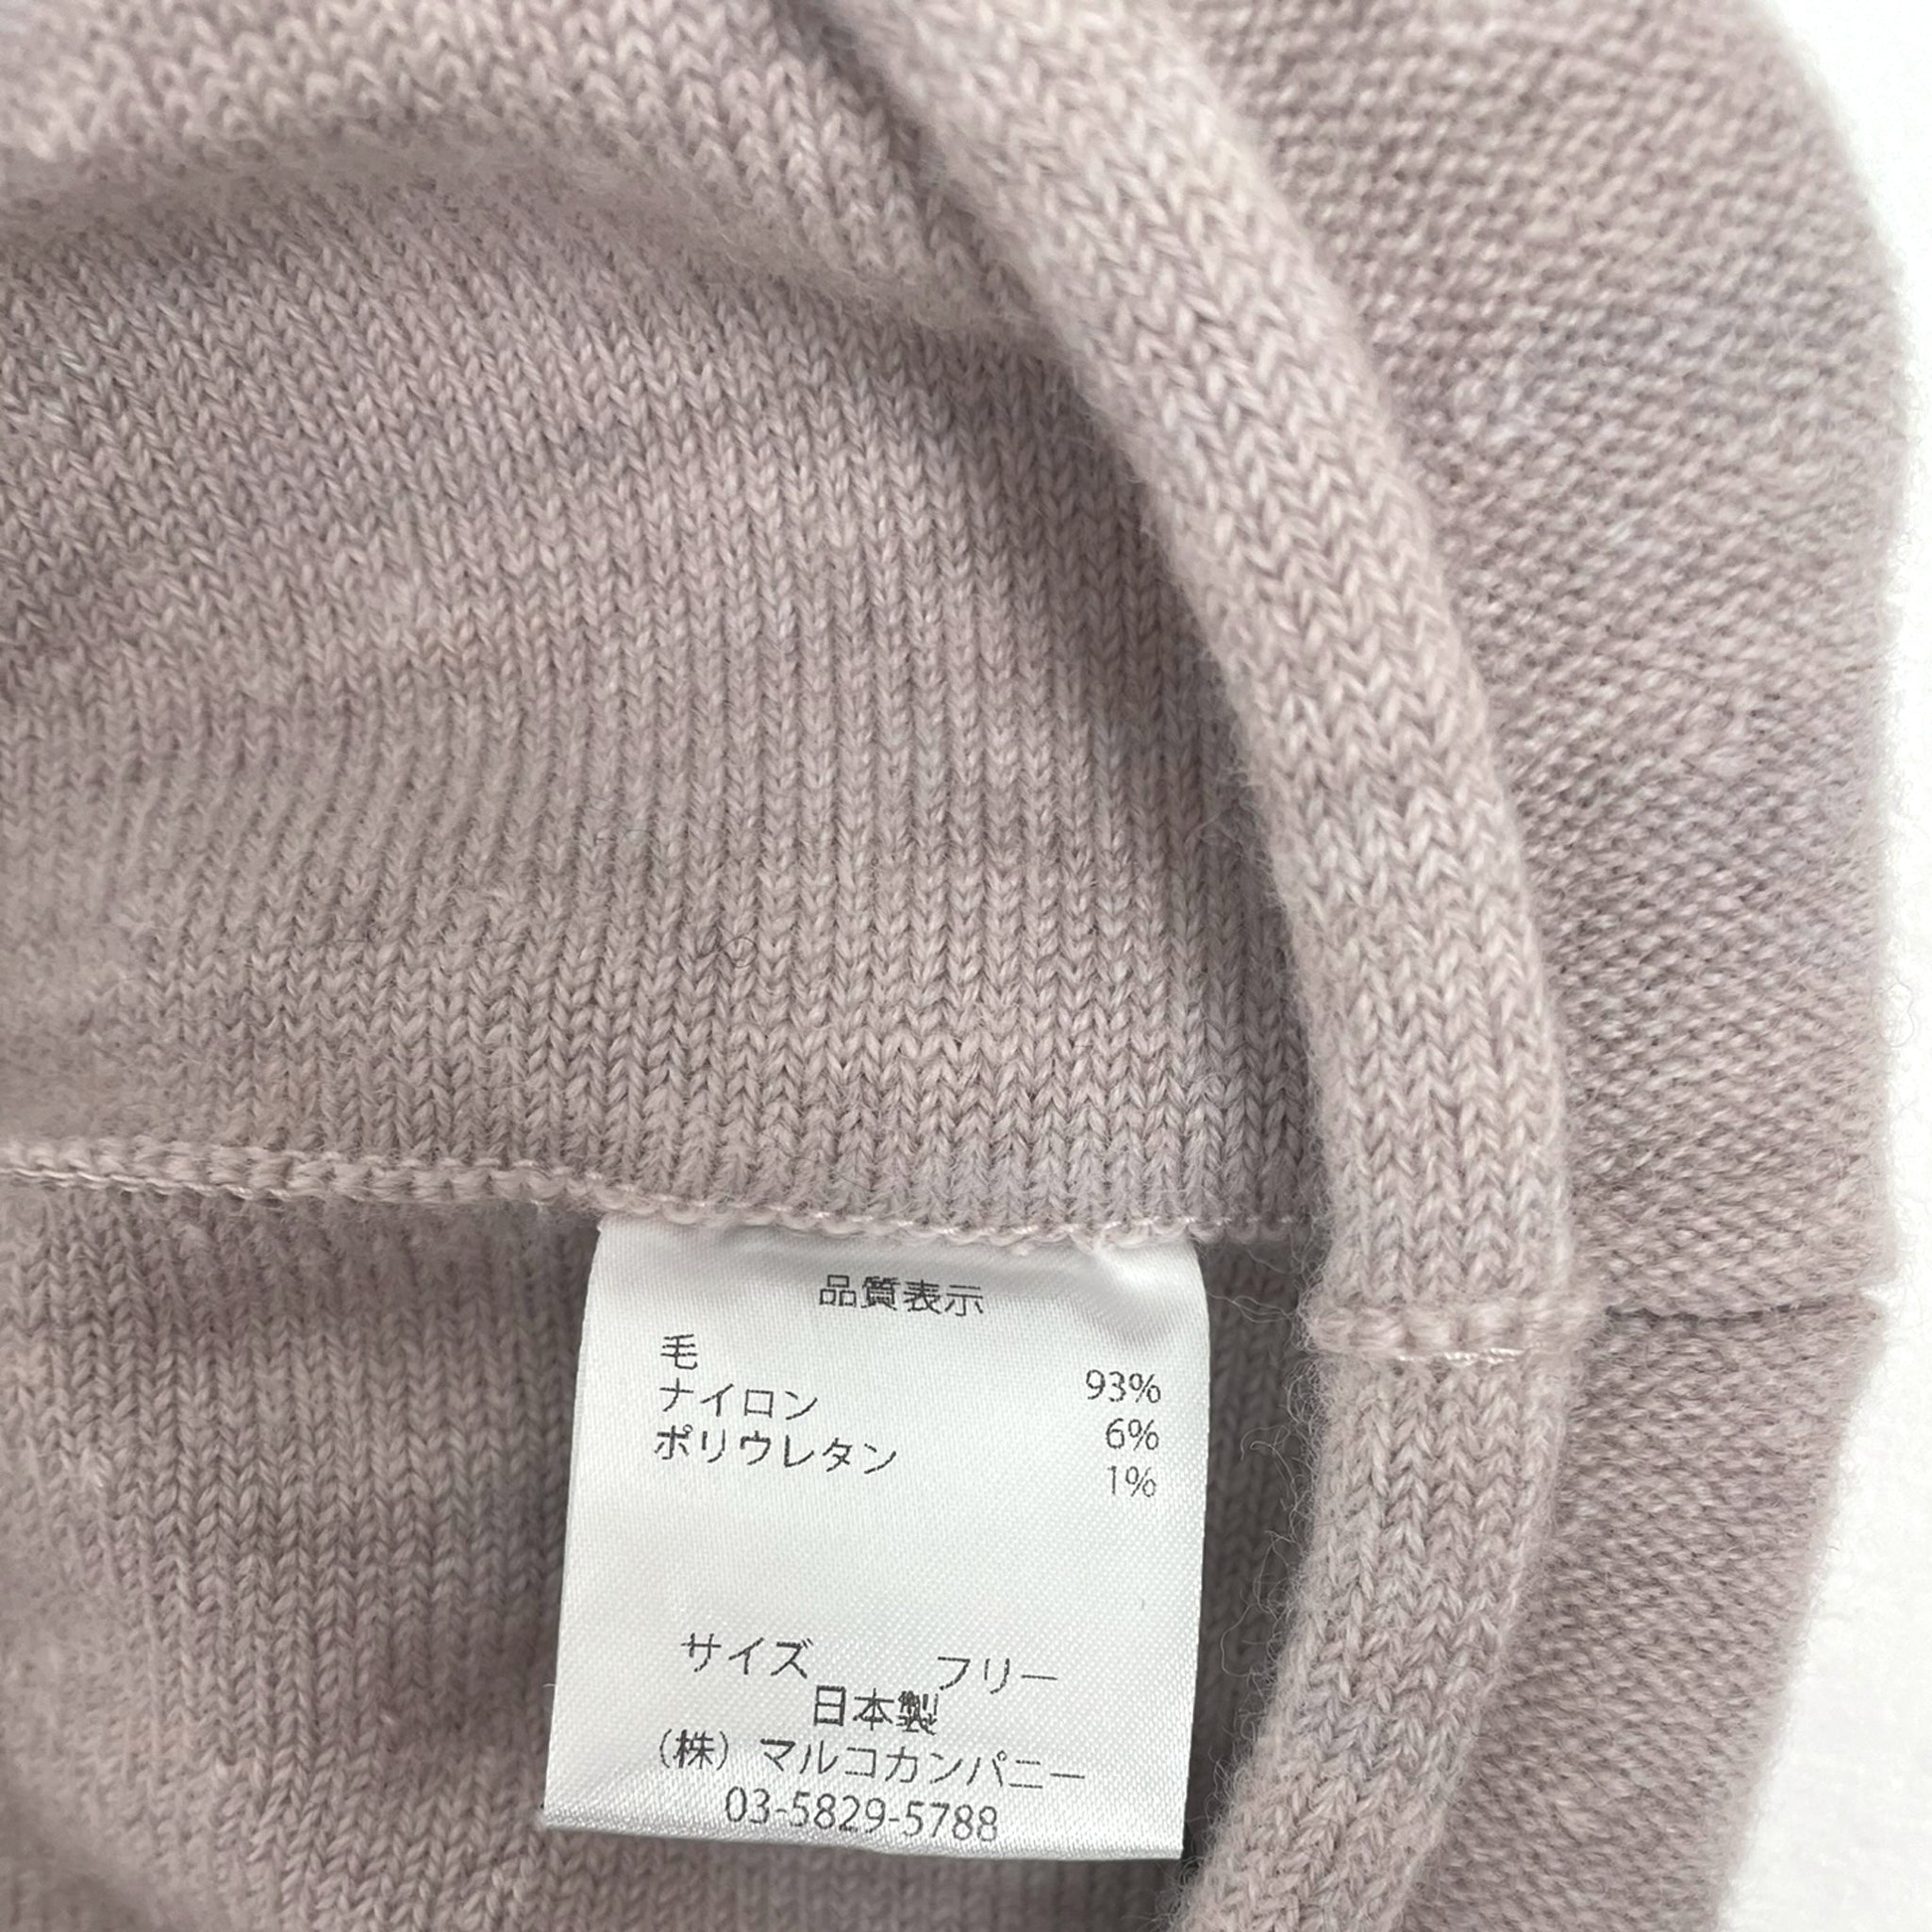 品質表示
毛 93%
ナイロン 6%
ポリウレタン 1%
サイズ フリー
日本製
（株）マルコカンパニー
03-5829-5788